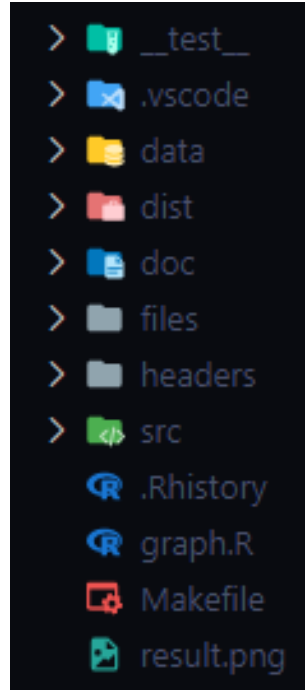 __test__
.vscode
data
dist
doc
files
headers
src
.Rhistory
graph.R
Makefile
result.png